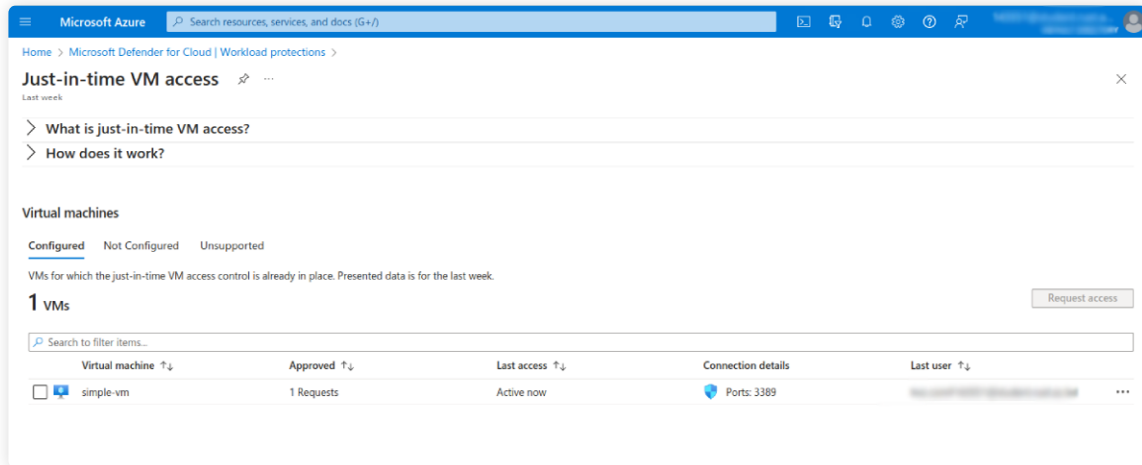 Microsoft Azure Search resources, services, and docs (G+/)
Home > Microsoft Defender for Cloud | Workload protections >
Just-in-time VM access
Last week
What is just-in-time VM access?
How does it work?
Virtual machines
Configured Not Configured Unsupported
VMs for which the just-in-time VM access control is already in place. Presented data is for the last week.
1 VMs
Request access
Search to filter items...
Virtual machine ↑↓ Approved ↑↓ Last access ↑↓ Connection details Last user ↑↓
simple-vm 1 Requests Active now Ports: 3389